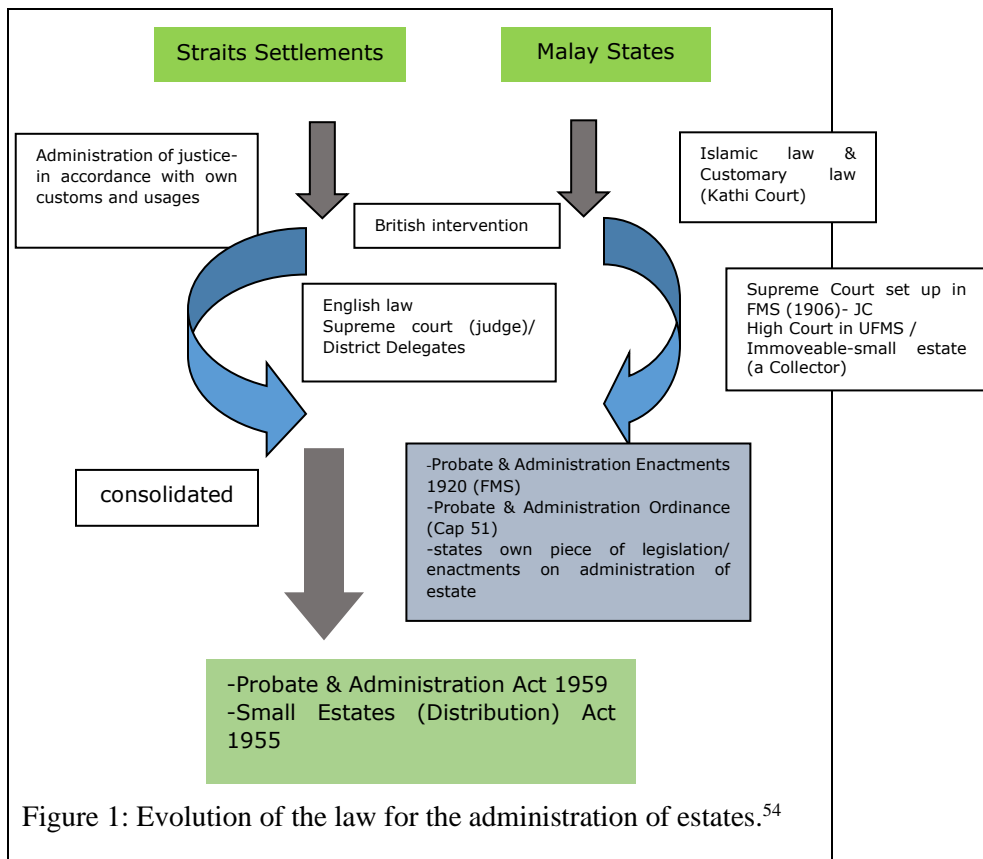 Straits Settlements
Malay States
Administration of justice-
in accordance with own
customs and usages
Islamic law &
Customary law
(Kathi Court)
British intervention
English law
Supreme court (judge)/
District Delegates
Supreme Court set up in
FMS (1906)- JC
High Court in UFMS /
Immoveable-small estate
(a Collector)
consolidated
-Probate & Administration Enactments
1920 (FMS)
-Probate & Administration Ordinance
(Cap 51)
-states own piece of legislation/
enactments on administration of
estate
-Probate & Administration Act 1959
-Small Estates (Distribution) Act
1955
Figure 1: Evolution of the law for the administration of estates.54